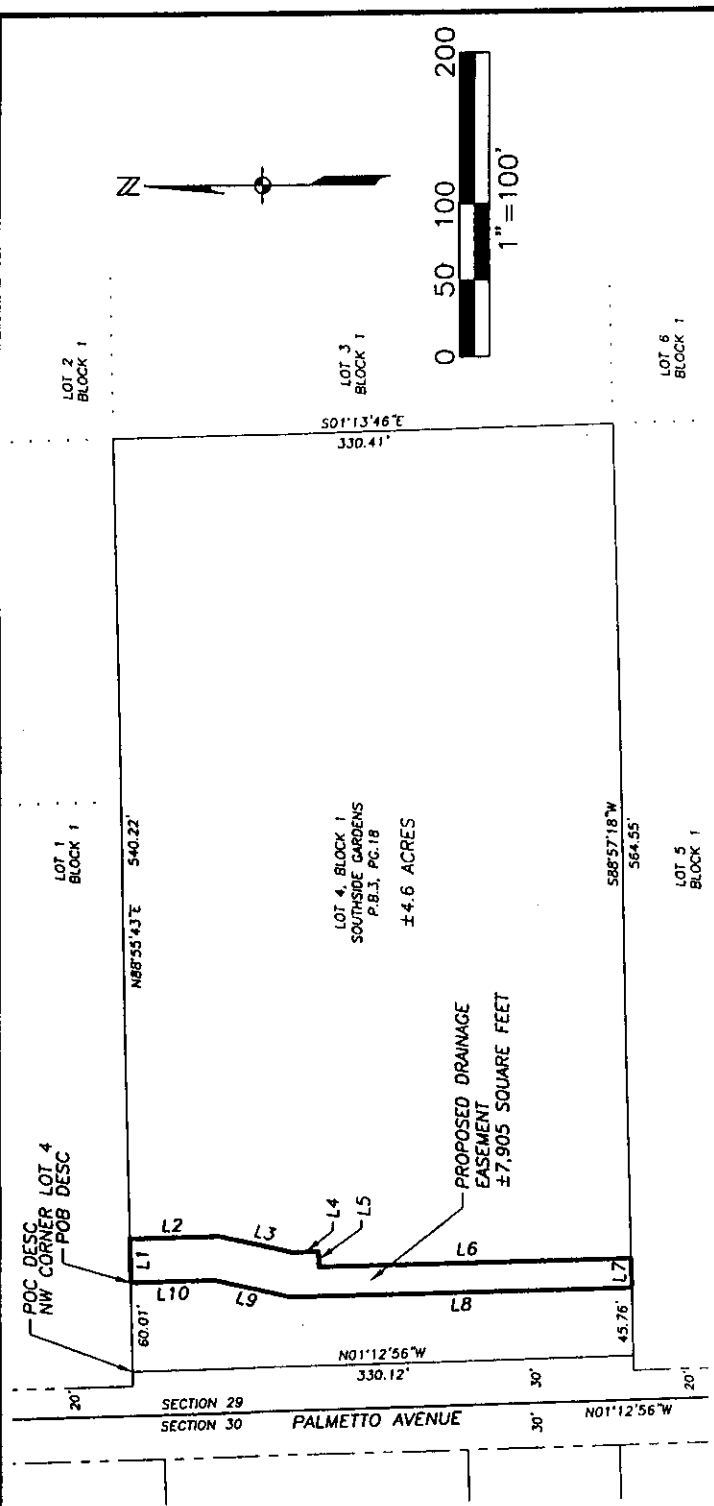 POC DESC
NW CORNER LOT 4
POB DESC
LOT 1
BLOCK 1
LOT 2
BLOCK 1
N
20'
60.01'
L1
N88°55'43"E 540.22'
L10
L2
L9
L3
L4
L5
L6
L8
L7
SECTION 29
SECTION 30
PALMETTO AVENUE
N01°12'56"W
330.12'
30'
30'
N01°12'56"W
20'
45.76'
PROPOSED DRAINAGE
EASEMENT
±7,905 SQUARE FEET
LOT 4, BLOCK 1
SOUTHSIDE GARDENS
P.B.3, PG.18
±4.6 ACRES
S01°13'46"E
330.41'
LOT 3
BLOCK 1
S88°57'18"W
564.55'
LOT 5
BLOCK 1
LOT 6
BLOCK 1
0 50 100 200
1"=100'